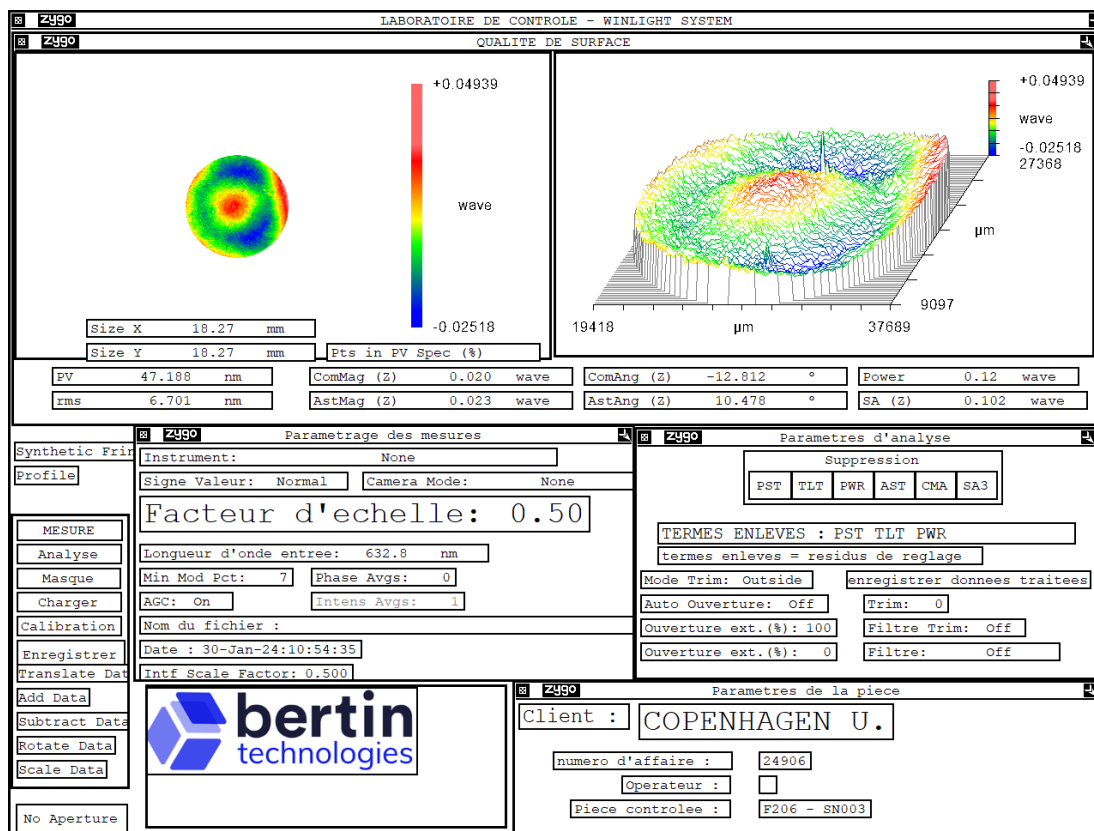 zygo LABORATOIRE DE CONTROLE - WINLIGHT SYSTEM
zygo QUALITE DE SURFACE
+0.04939
wave
-0.02518
+0.04939
wave
-0.02518
27368
µm
9097
19418 µm 37689
Size X 18.27 mm
Size Y 18.27 mm
Pts in PV Spec (%)
PV 47.188 nm
ComMag (Z) 0.020 wave
ComAng (Z) -12.812 °
Power 0.12 wave
rms 6.701 nm
AstMag (Z) 0.023 wave
AstAng (Z) 10.478 °
SA (Z) 0.102 wave
Synthetic Frin
Profile
MESURE
Analyse
Masque
Charger
Calibration
Enregistrer
Translate Dat
Add Data
Subtract Data
Rotate Data
Scale Data
No Aperture
zygo Parametrage des mesures
Instrument: None
Signe Valeur: Normal
Camera Mode: None
Facteur d'echelle: 0.50
Longueur d'onde entree: 632.8 nm
Min Mod Pct: 7
Phase Avgs: 0
AGC: On
Intens Avgs: 1
Nom du fichier :
Date : 30-Jan-24:10:54:35
Intf Scale Factor: 0.500
zygo Parametres d'analyse
Suppression
PST TLT PWR AST CMA SA3
TERMES ENLEVES : PST TLT PWR
termes enleves = residus de reglage
Mode Trim: Outside
enregistrer donnees traitees
Auto Ouverture: Off
Trim: 0
Ouverture ext.(%): 100
Filtre Trim: Off
Ouverture ext.(%): 0
Filtre: Off
bertin
technologies
zygo Parametres de la piece
Client : COPENHAGEN U.
numero d'affaire : 24906
Operateur :
Piece controlee : F206 - SN003